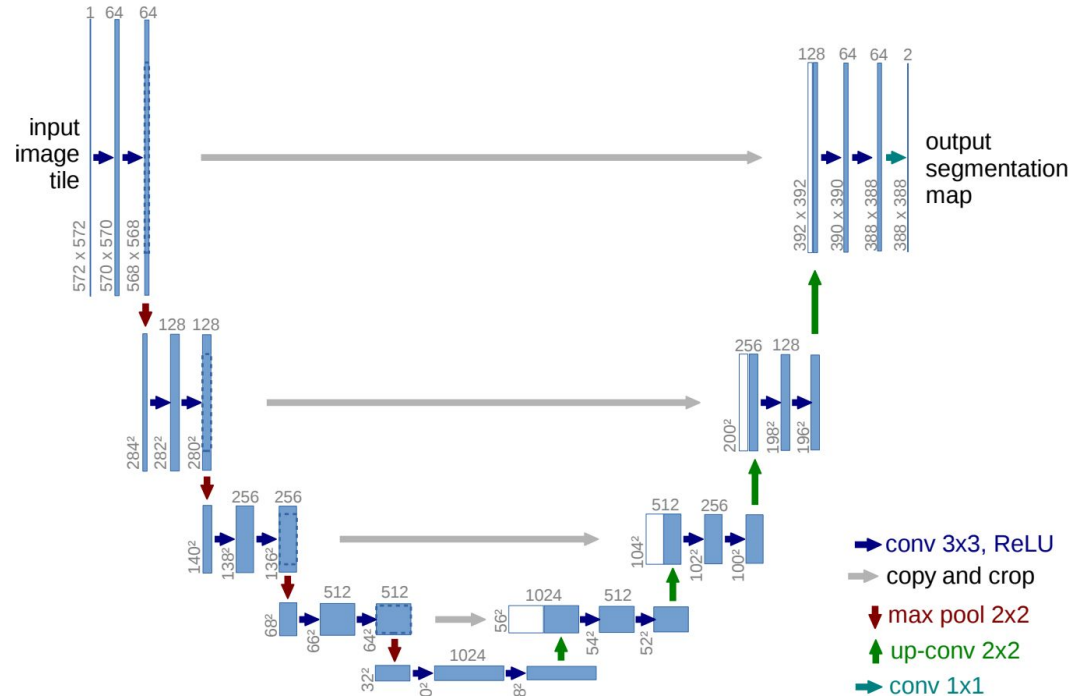 1 64 64
input
image
tile
572 x 572
570 x 570
568 x 568
128 64 64 2
output
segmentation
map
392 x 392
390 x 390
388 x 388
388 x 388
128 128
284²
282²
280²
256 128
200²
198²
196²
256 256
140²
138²
136²
512 256
104²
102²
100²
512 512
68²
66²
64²
1024 512
56²
54²
52²
1024
32²
conv 3x3, ReLU
copy and crop
max pool 2x2
up-conv 2x2
conv 1x1